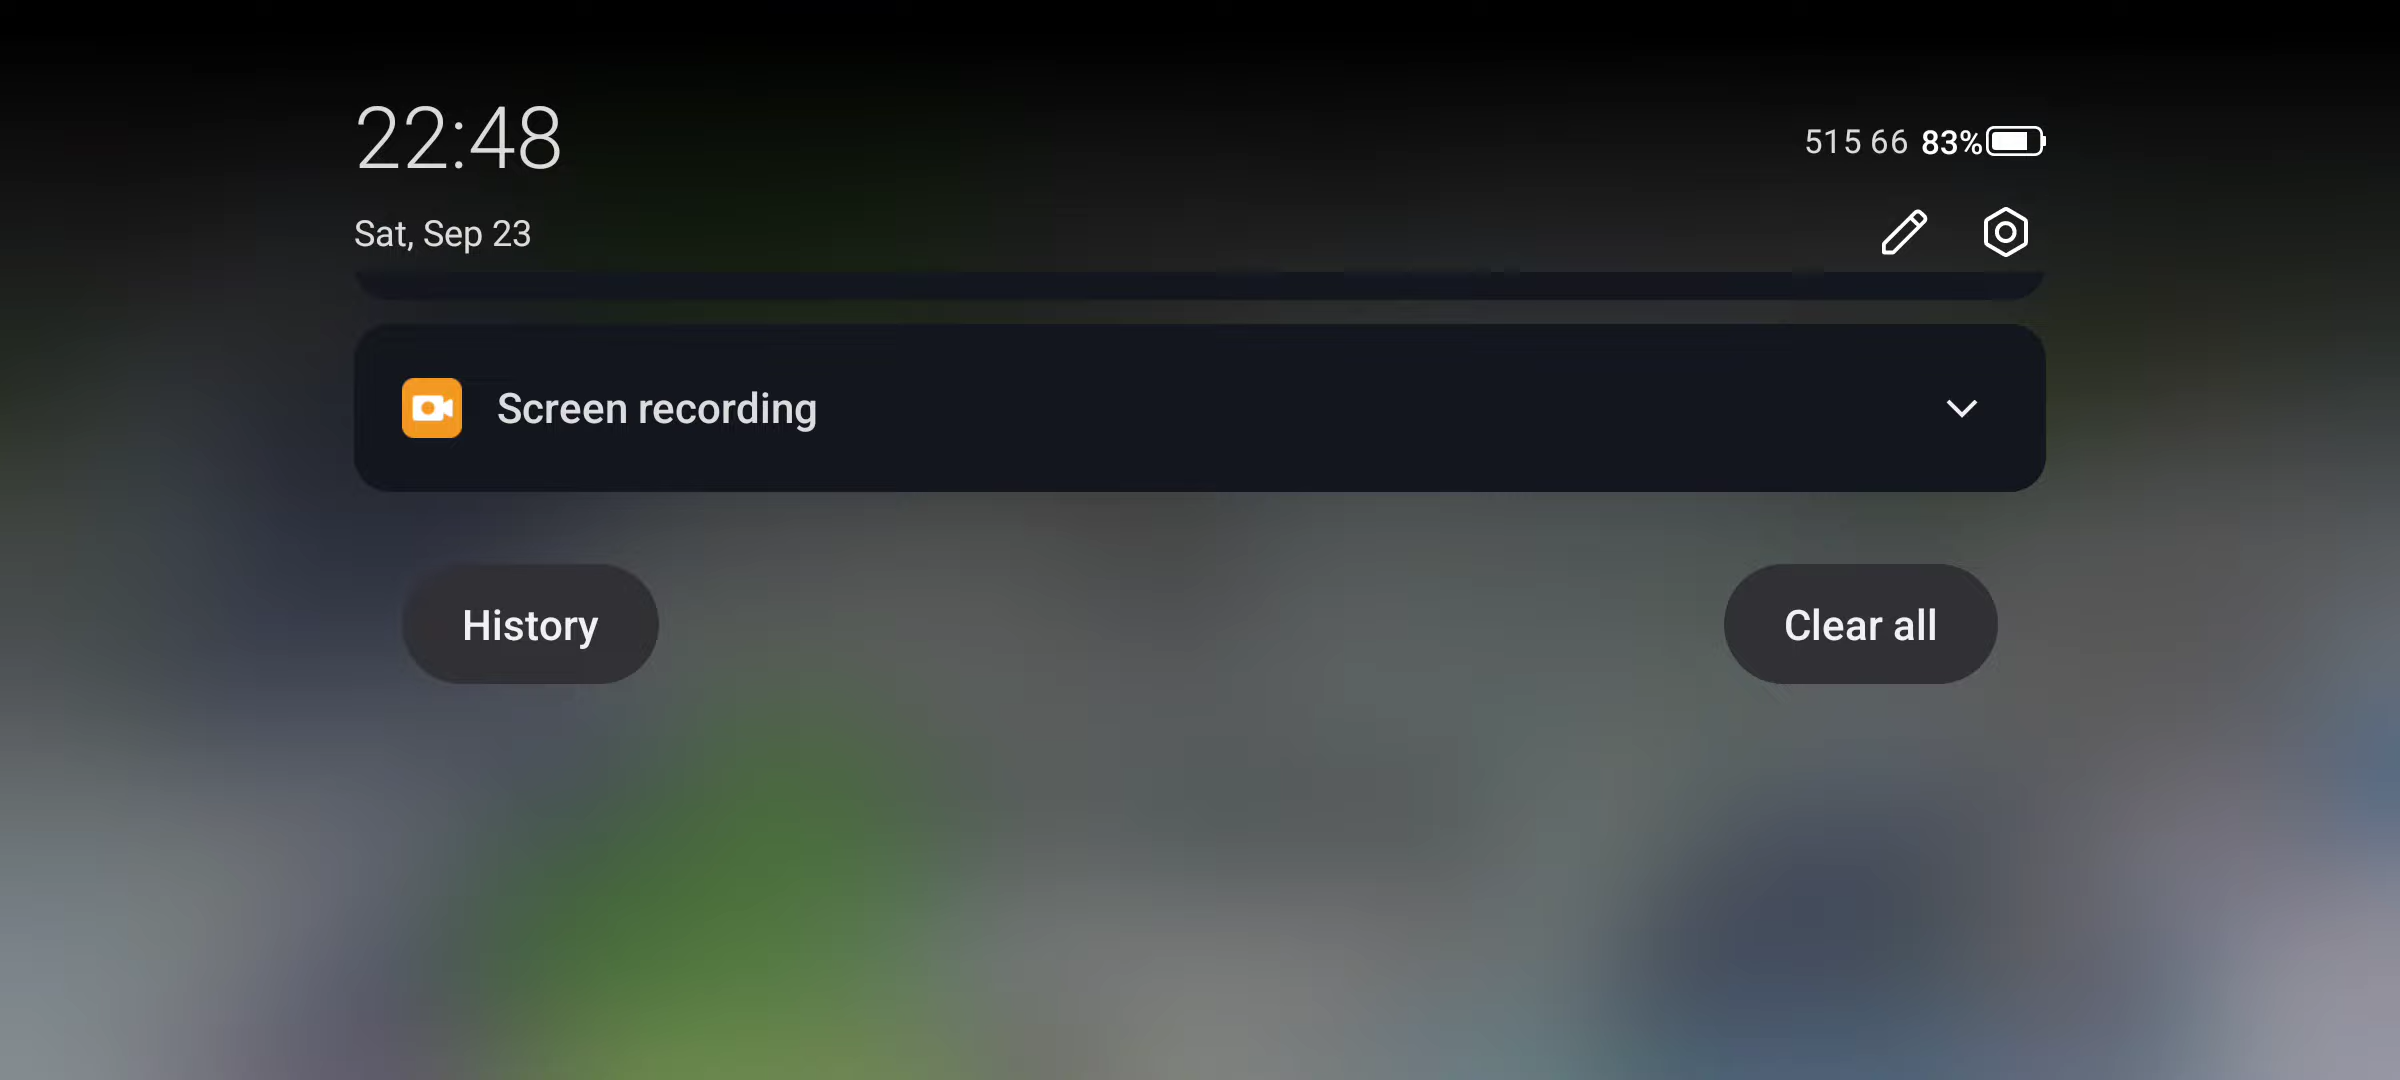 22:48
515 66 83%
Sat, Sep 23
Screen recording
History
Clear all